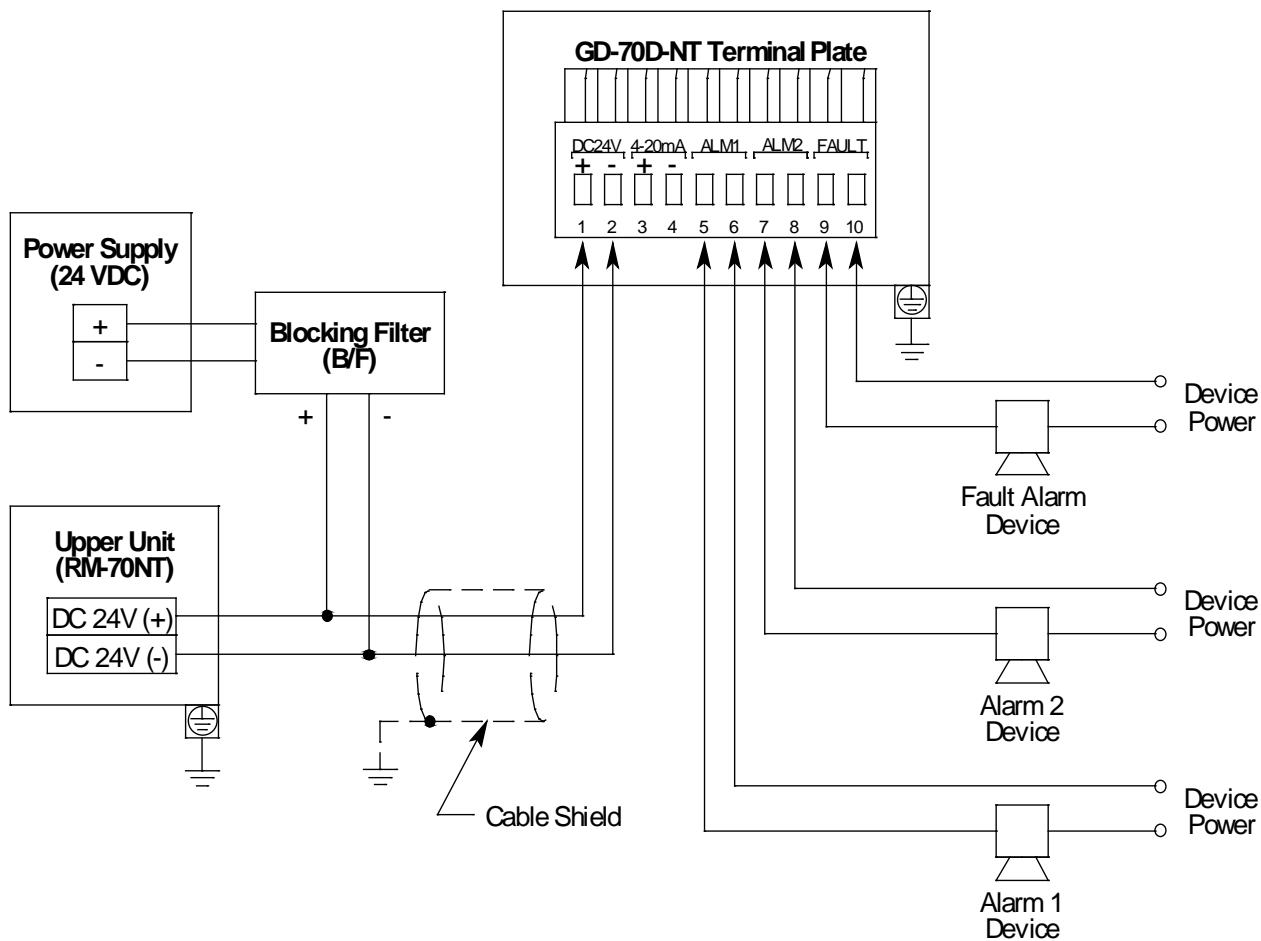 GD-70D-NT Terminal Plate
DC24V 4-20mA ALM1 ALM2 FAULT
+ - + -
1 2 3 4 5 6 7 8 9 10
Power Supply
(24 VDC)
+
-
Blocking Filter
(B/F)
+ -
Upper Unit
(RM-70NT)
DC 24V (+)
DC 24V (-)
Cable Shield
Device
Power
Fault Alarm
Device
Device
Power
Alarm 2
Device
Device
Power
Alarm 1
Device